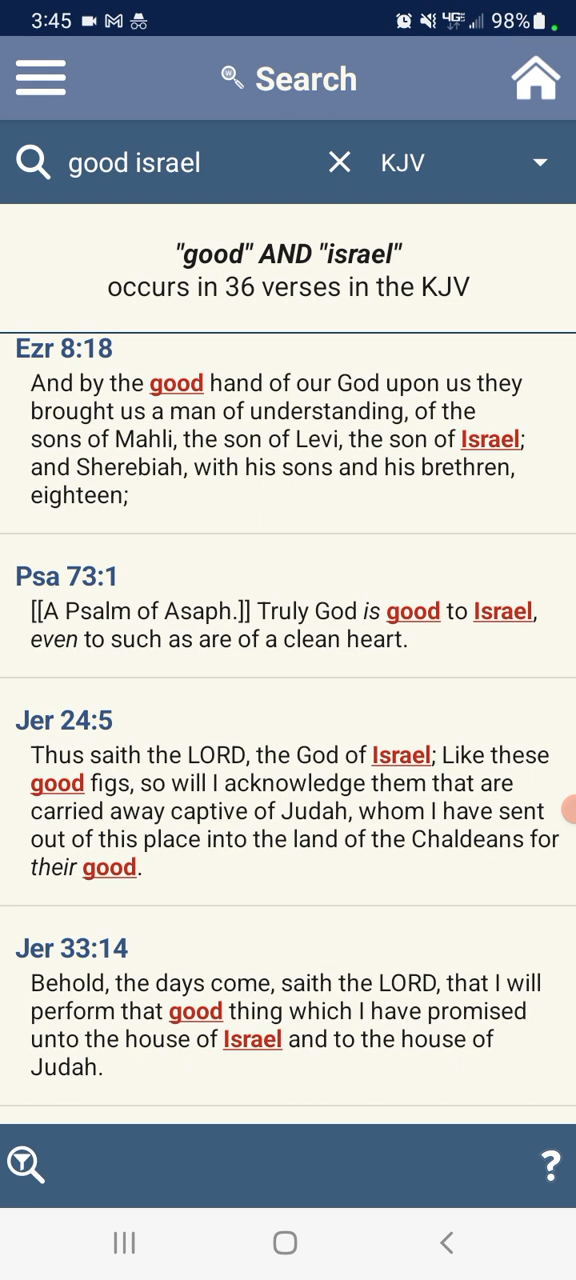 3:45 4GE 98%
Search
good israel KJV
"good" AND "israel"
occurs in 36 verses in the KJV
Ezr 8:18
And by the good hand of our God upon us they
brought us a man of understanding, of the
sons of Mahli, the son of Levi, the son of Israel;
and Sherebiah, with his sons and his brethren,
eighteen;
Psa 73:1
[[A Psalm of Asaph.]] Truly God is good to Israel,
even to such as are of a clean heart.
Jer 24:5
Thus saith the LORD, the God of Israel; Like these
good figs, so will I acknowledge them that are
carried away captive of Judah, whom I have sent
out of this place into the land of the Chaldeans for
their good.
Jer 33:14
Behold, the days come, saith the LORD, that I will
perform that good thing which I have promised
unto the house of Israel and to the house of
Judah.
?